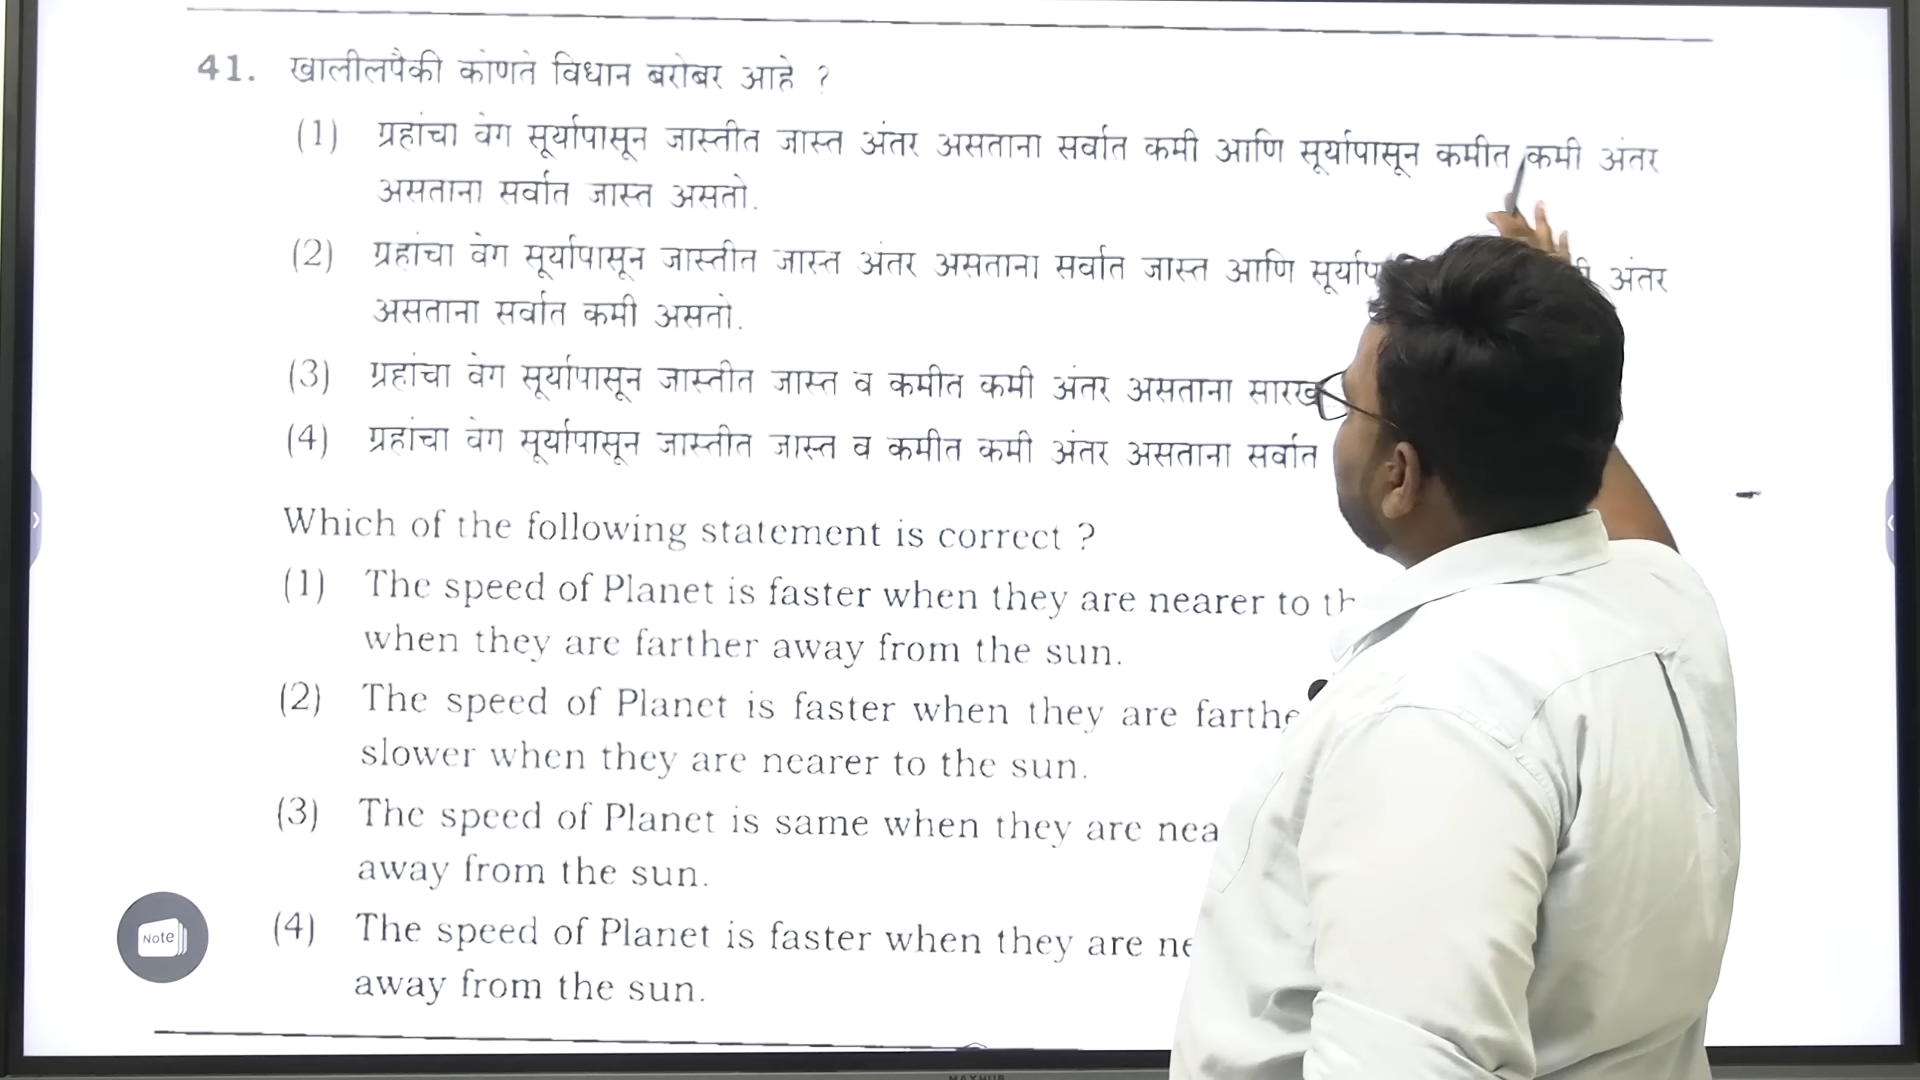 41. खालीलपैकी कोणते विधान बरोबर आहे ?
(1) ग्रहांचा वेग सूर्यापासून जास्तीत जास्त अंतर असताना सर्वात कमी आणि सूर्यापासून कमीत कमी अंतर
असताना सर्वात जास्त असतो.
(2) ग्रहांचा वेग सूर्यापासून जास्तीत जास्त अंतर असताना सर्वात जास्त आणि अंतर
असताना सर्वात कमी असतो.
(3) ग्रहांचा वेग सूर्यापासून जास्तीत जास्त व कमीत कमी अंतर असताना
(4) ग्रहांचा वेग सूर्यापासून जास्तीत जास्त व कमीत कमी अंतर असताना सर्वात
Which of the following statement is correct ?
(1) The speed of Planet is faster when they are nearer to
when they are farther away from the sun.
(2) The speed of Planet is faster when they are
slower when they are nearer to the sun.
(3) The speed of Planet is same when they are
away from the sun.
(4) The speed of Planet is faster when they are
away from the sun.
Note
MAXHUB